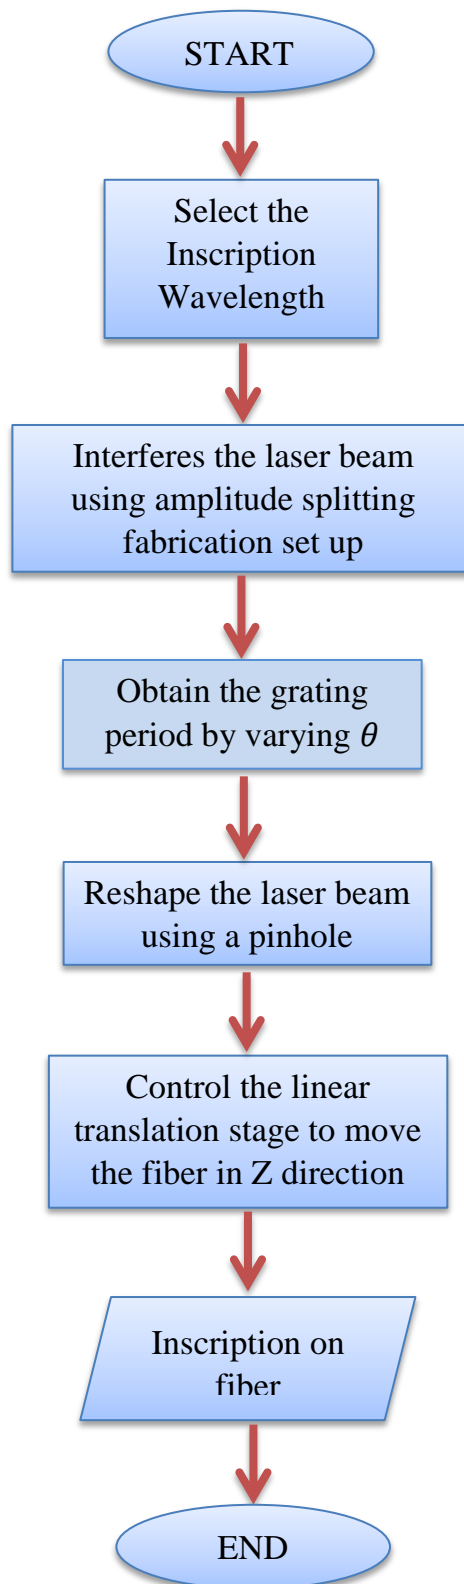 START
Select the
Inscription
Wavelength
Interferes the laser beam
using amplitude splitting
fabrication set up
Obtain the grating
period by varying 𝜃
Reshape the laser beam
using a pinhole
Control the linear
translation stage to move
the fiber in Z direction
Inscription on
fiber
END